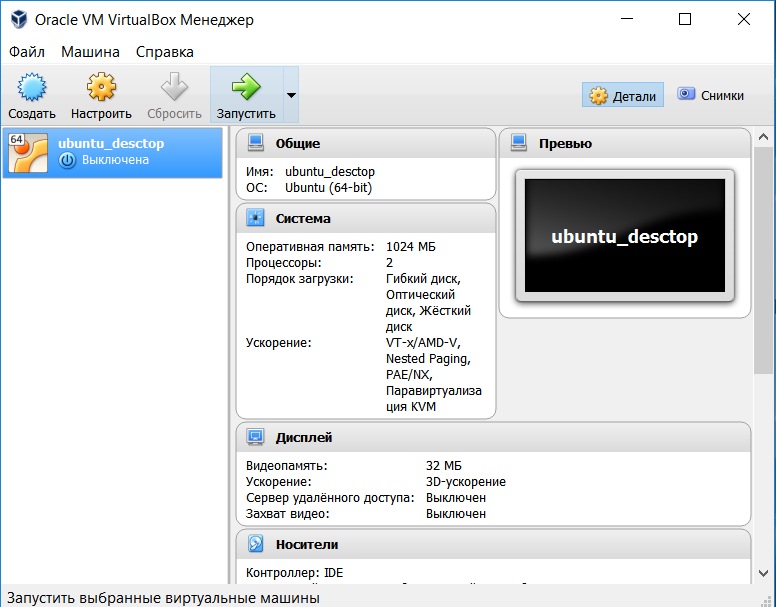 Oracle VM VirtualBox Менеджер
Файл Машина Справка
Создать Настроить Сбросить Запустить Детали Снимки
64
ubuntu_desctop
Выключена
Общие
Имя: ubuntu_desctop
ОС: Ubuntu (64-bit)
Превью
ubuntu_desctop
Система
Оперативная память: 1024 МБ
Процессоры: 2
Порядок загрузки: Гибкий диск,
Оптический
диск, Жёсткий
диск
Ускорение: VT-x/AMD-V,
Nested Paging,
PAE/NX,
Паравиртуализа
ция KVM
Дисплей
Видеопамять: 32 МБ
Ускорение: 3D-ускорение
Сервер удалённого доступа: Выключен
Захват видео: Выключен
Носители
Контроллер: IDE
Запустить выбранные виртуальные машины